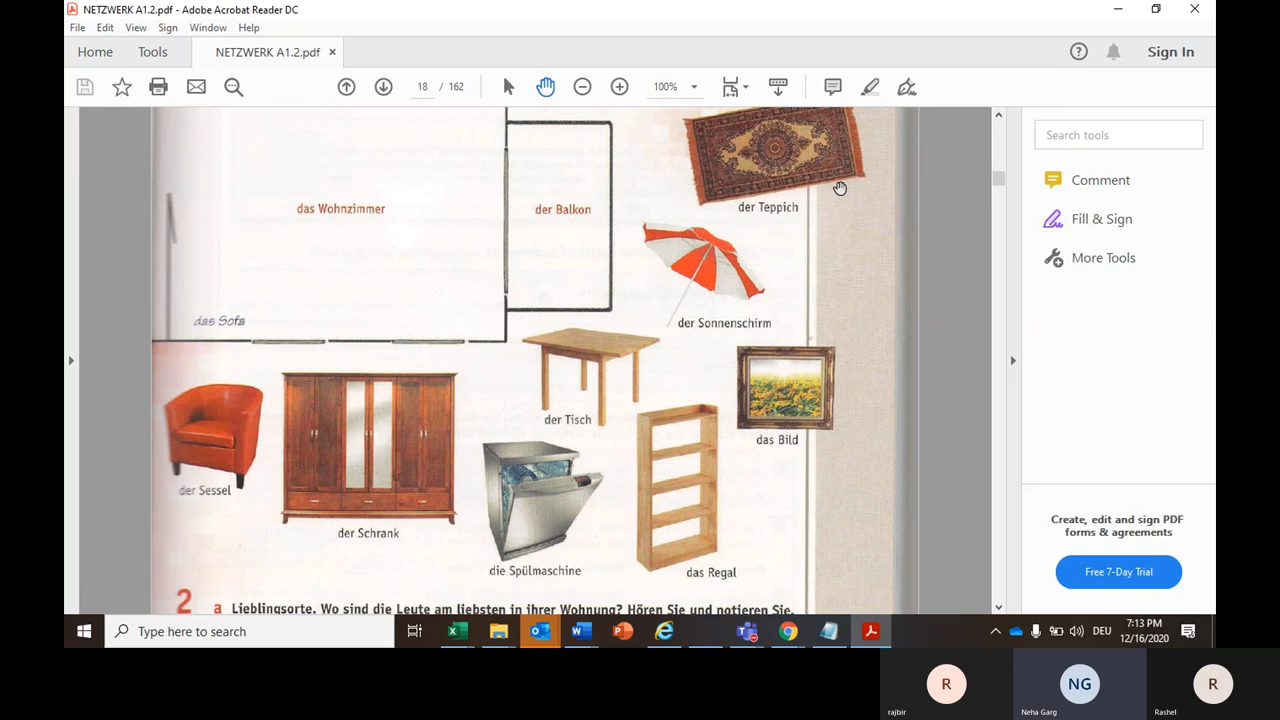 NETZWERK A1.2.pdf - Adobe Acrobat Reader DC
File Edit View Sign Window Help
Home Tools NETZWERK A1.2.pdf × Sign In
18 / 162 100%
Search tools
Comment
Fill & Sign
More Tools
der Teppich
das Wohnzimmer
der Balkon
das Sofa
der Sonnenschirm
der Tisch
das Bild
der Sessel
der Schrank
die Spülmaschine
das Regal
2 a Lieblingsorte. Wo sind die Leute am liebsten in ihrer Wohnung? Hören Sie und notieren Sie.
Create, edit and sign PDF
forms & agreements
Free 7-Day Trial
Type here to search
DEU
7:13 PM
12/16/2020
R
NG
R
rajbir
Neha Garg
Rashel